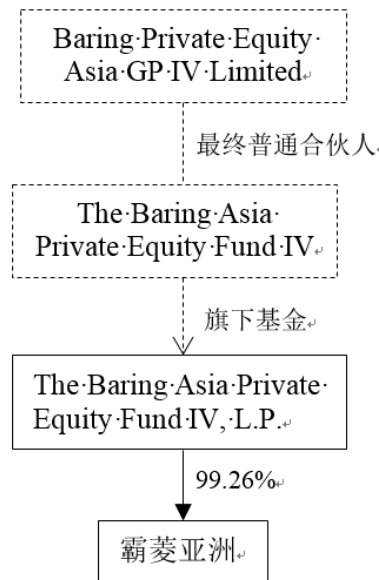 Baring·Private·Equity·
Asia·GP·IV·Limited
最终普通合伙人
The·Baring·Asia·
Private·Equity·Fund·IV
旗下基金
The·Baring·Asia·Private·
Equity·Fund·IV,·L.P.
99.26%
霸菱亚洲